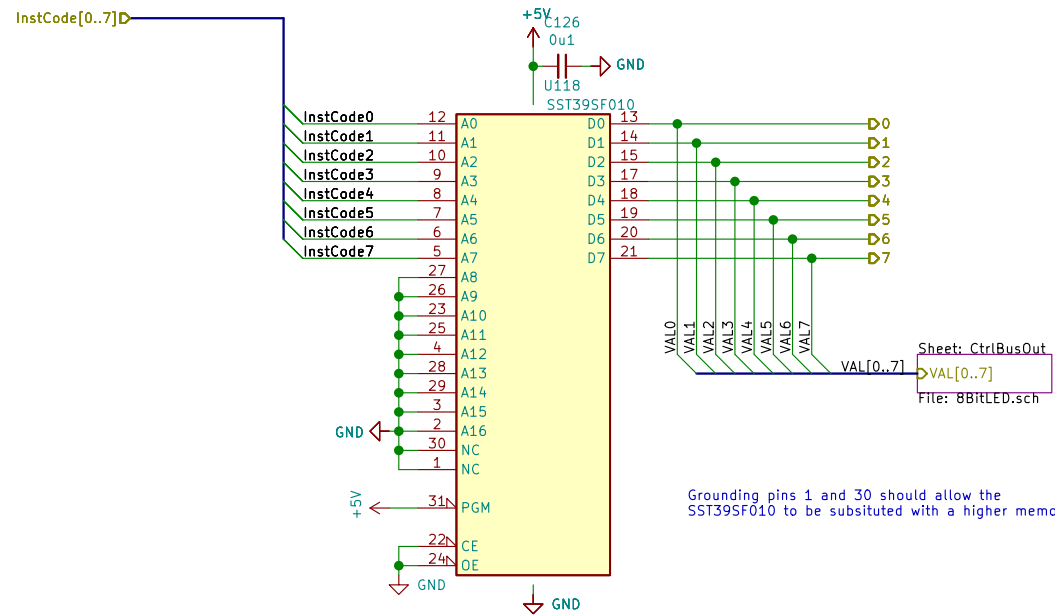 InstCode[0..7]
+5V
C126
0u1
GND
U118
SST39SF010
InstCode0 12 A0 D0 13 0
InstCode1 11 A1 D1 14 1
InstCode2 10 A2 D2 15 2
InstCode3 9 A3 D3 17 3
InstCode4 8 A4 D4 18 4
InstCode5 7 A5 D5 19 5
InstCode6 6 A6 D6 20 6
InstCode7 5 A7 D7 21 7
27 A8
26 A9
23 A10
25 A11
4 A12
28 A13
29 A14
3 A15
GND 2 A16
30 NC
1 NC
+5V 31 PGM
22 CE
24 OE
GND
GND
VAL0 VAL1 VAL2 VAL3 VAL4 VAL5 VAL6 VAL7
VAL[0..7]
Sheet: CtrlBusOut
VAL[0..7]
File: 8BitLED.sch
Grounding pins 1 and 30 should allow the
SST39SF010 to be subsituted with a higher memo